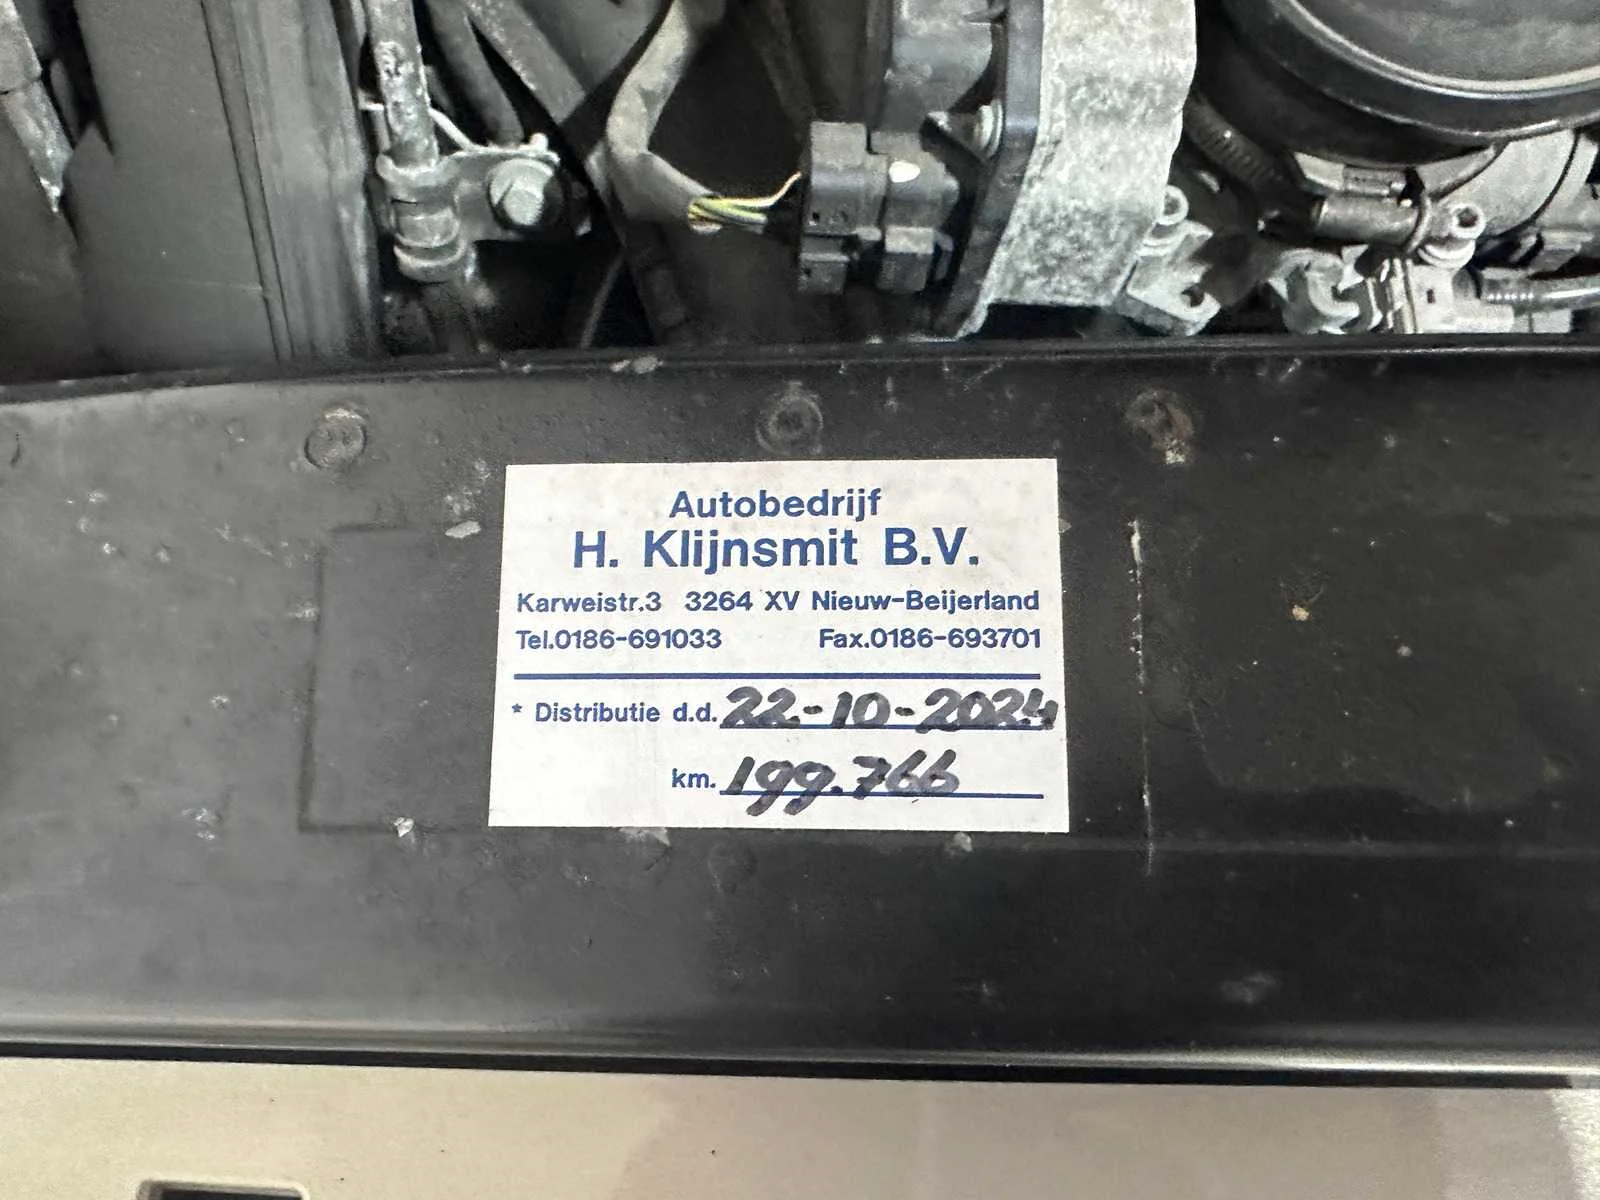 Autobedrijf
H. Klijnsmit B.V.
Karweistr.3 3264 XV Nieuw-Beijerland
Tel.0186-691033 Fax.0186-693701
* Distributie d.d. 22-10-2024
km. 199.766